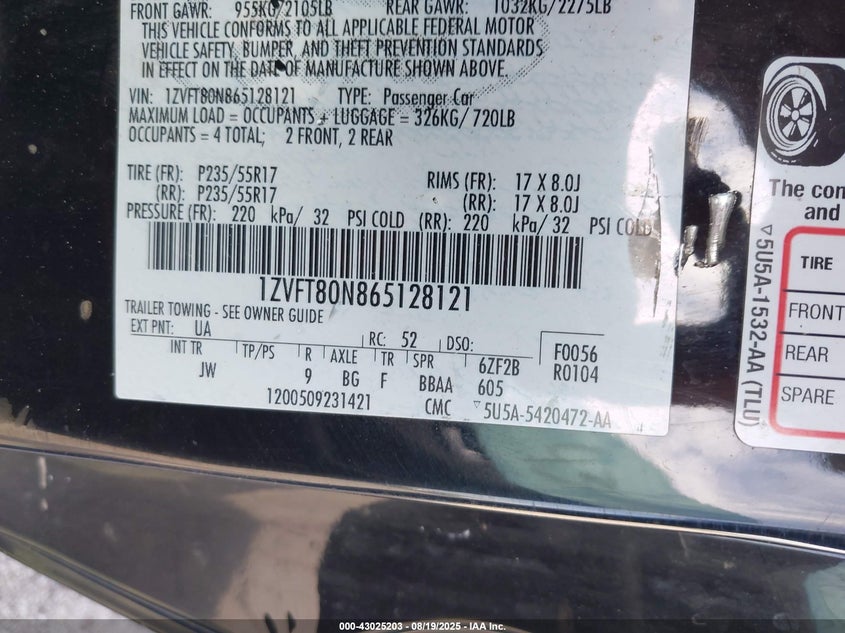 FRONT GAWR: 955KG/2105LB REAR GAWR: 1032KG/2275LB
THIS VEHICLE CONFORMS TO ALL APPLICABLE FEDERAL MOTOR
VEHICLE SAFETY, BUMPER, AND THEFT PREVENTION STANDARDS
IN EFFECT ON THE DATE OF MANUFACTURE SHOWN ABOVE.
VIN: 1ZVFT80N865128121 TYPE: Passenger Car
MAXIMUM LOAD = OCCUPANTS + LUGGAGE = 326KG/ 720LB
OCCUPANTS = 4 TOTAL; 2 FRONT, 2 REAR
TIRE (FR): P235/55R17 RIMS (FR): 17 X 8.0J
(RR): P235/55R17 (RR): 17 X 8.0J
PRESSURE (FR): 220 kPa/ 32 PSI COLD (RR): 220 kPa/ 32 PSI COLD
1ZVFT80N865128121
TRAILER TOWING - SEE OWNER GUIDE
EXT PNT: UA RC: 52 DSO: F0056
INT TR TP/PS R AXLE TR SPR 6ZF2B R0104
JW 9 BG F BBAA 605
1200509231421 CMC ▽5U5A-5420472-AA
The con
and
TIRE
FRONT
REAR
SPARE
▽5U5A-1532-AA (TLU)
000-43025203 - 08/19/2025 - IAA Inc.